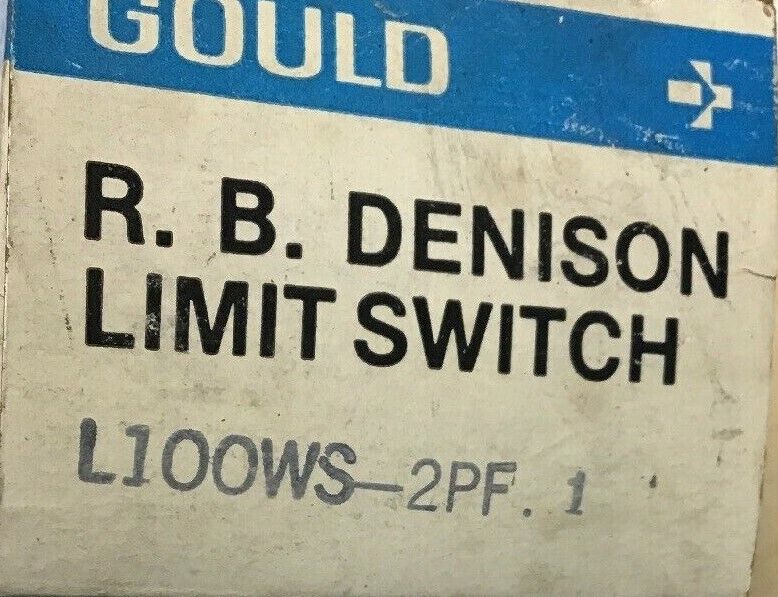 GOULD
R. B. DENISON
LIMIT SWITCH
L100WS-2PF. 1